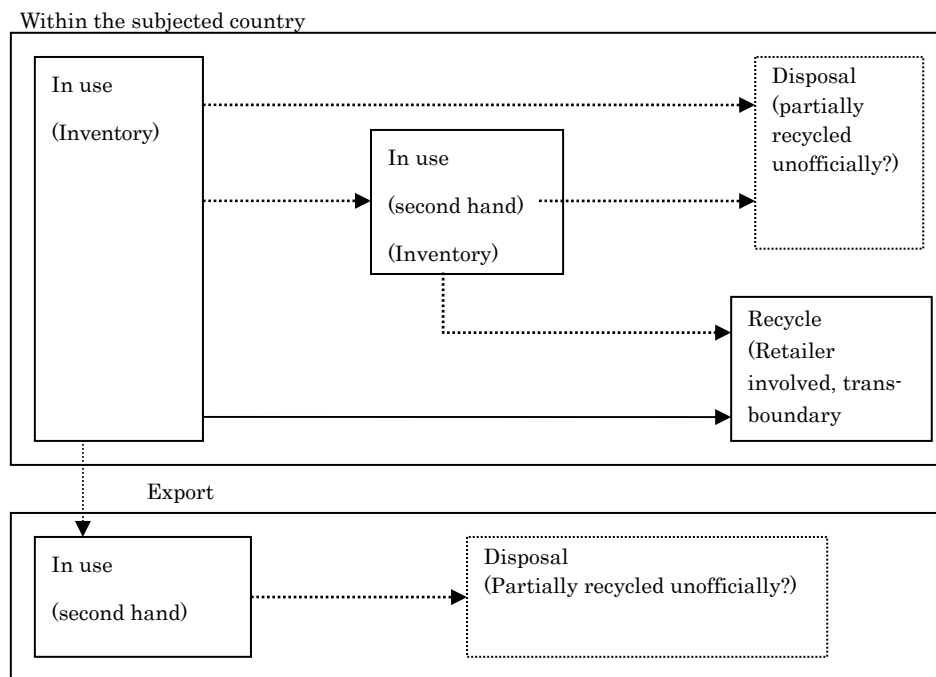 Within the subjected country
In use
(Inventory)
In use
(second hand)
(Inventory)
Disposal
(partially
recycled
unofficially?)
Recycle
(Retailer
involved, trans-
boundary
Export
In use
(second hand)
Disposal
(Partially recycled unofficially?)